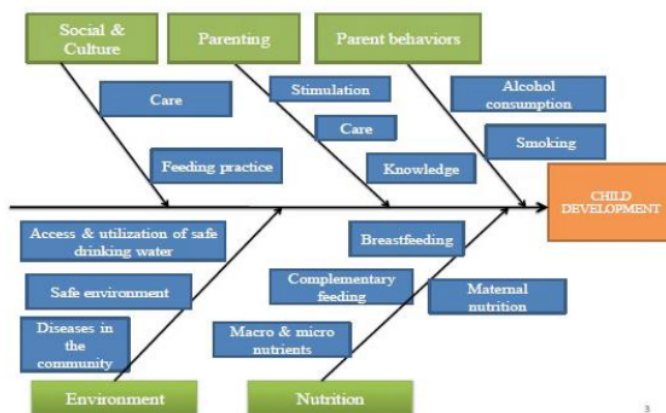 Social &
Culture
Parenting
Parent behaviors
Care
Feeding practice
Stimulation
Care
Knowledge
Alcohol
consumption
Smoking
CHILD
DEVELOPMENT
Access & utilization of safe
drinking water
Safe environment
Diseases in
the
community
Breastfeeding
Complementary
feeding
Macro & micro
nutrients
Maternal
nutrition
Environment
Nutrition
3